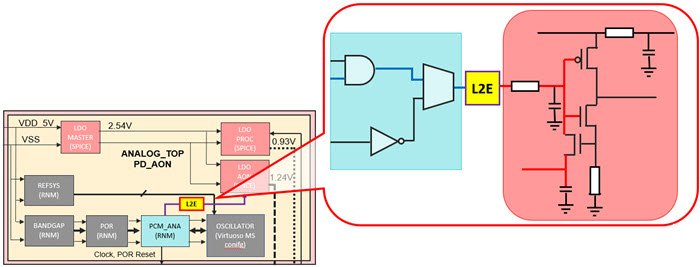 L2E
VDD_5V
VSS
LDO
MASTER
(SPICE)
2.54V
LDO
PROC
(SPICE)
0.93V
ANALOG_TOP
PD_AON
LDO
AON
1.24V
REFSYS
(RNM)
L2E
BANDGAP
(RNM)
POR
(RNM)
PCM_ANA
(RNM)
OSCILLATOR
(Virtuoso MS
conifg)
Clock, POR Reset